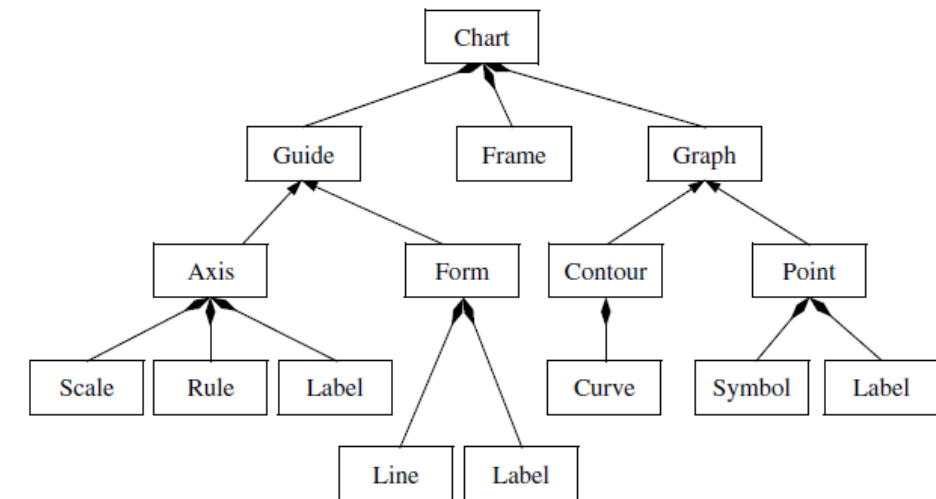 Chart
Guide
Frame
Graph
Axis
Form
Contour
Point
Scale
Rule
Label
Curve
Symbol
Label
Line
Label